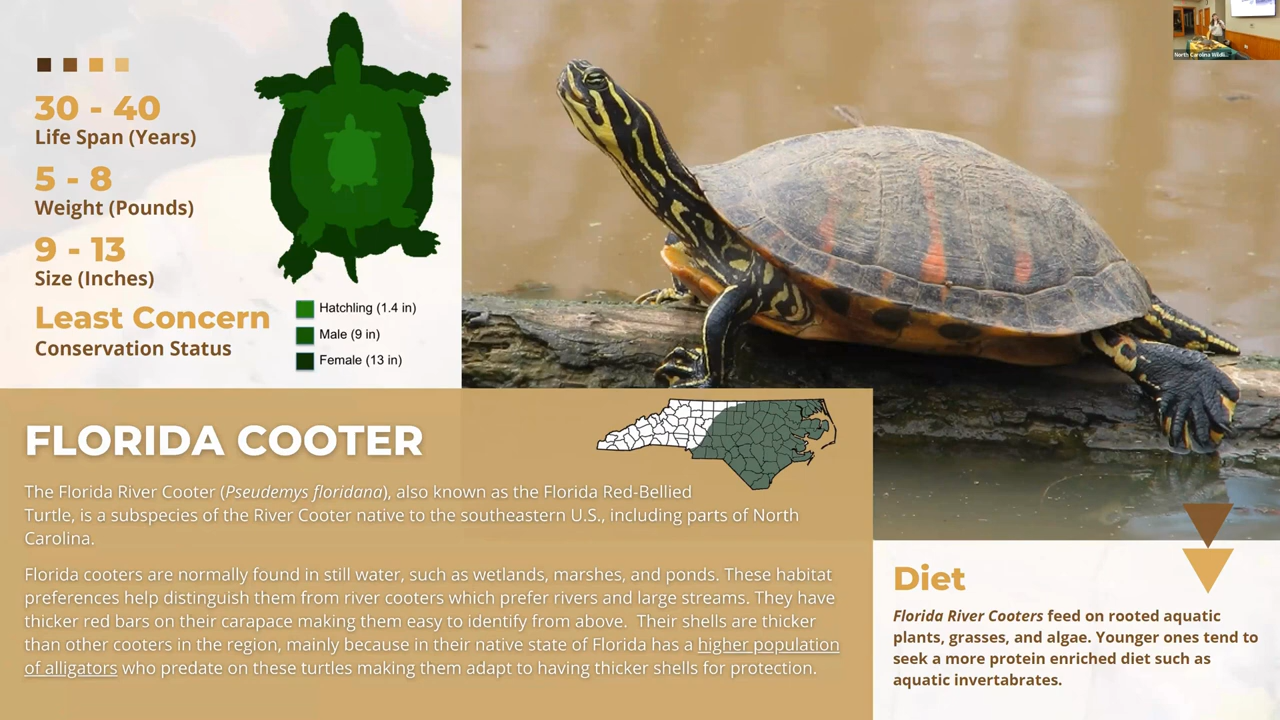 30 - 40
Life Span (Years)
5 - 8
Weight (Pounds)
9 - 13
Size (Inches)
Least Concern
Conservation Status
Hatchling (1.4 in)
Male (9 in)
Female (13 in)
North Carolina Wildli...
FLORIDA COOTER
The Florida River Cooter (Pseudemys floridana), also known as the Florida Red-Bellied
Turtle, is a subspecies of the River Cooter native to the southeastern U.S., including parts of North
Carolina.
Florida cooters are normally found in still water, such as wetlands, marshes, and ponds. These habitat
preferences help distinguish them from river cooters which prefer rivers and large streams. They have
thicker red bars on their carapace making them easy to identify from above. Their shells are thicker
than other cooters in the region, mainly because in their native state of Florida has a higher population
of alligators who predate on these turtles making them adapt to having thicker shells for protection.
Diet
Florida River Cooters feed on rooted aquatic
plants, grasses, and algae. Younger ones tend to
seek a more protein enriched diet such as
aquatic invertabrates.